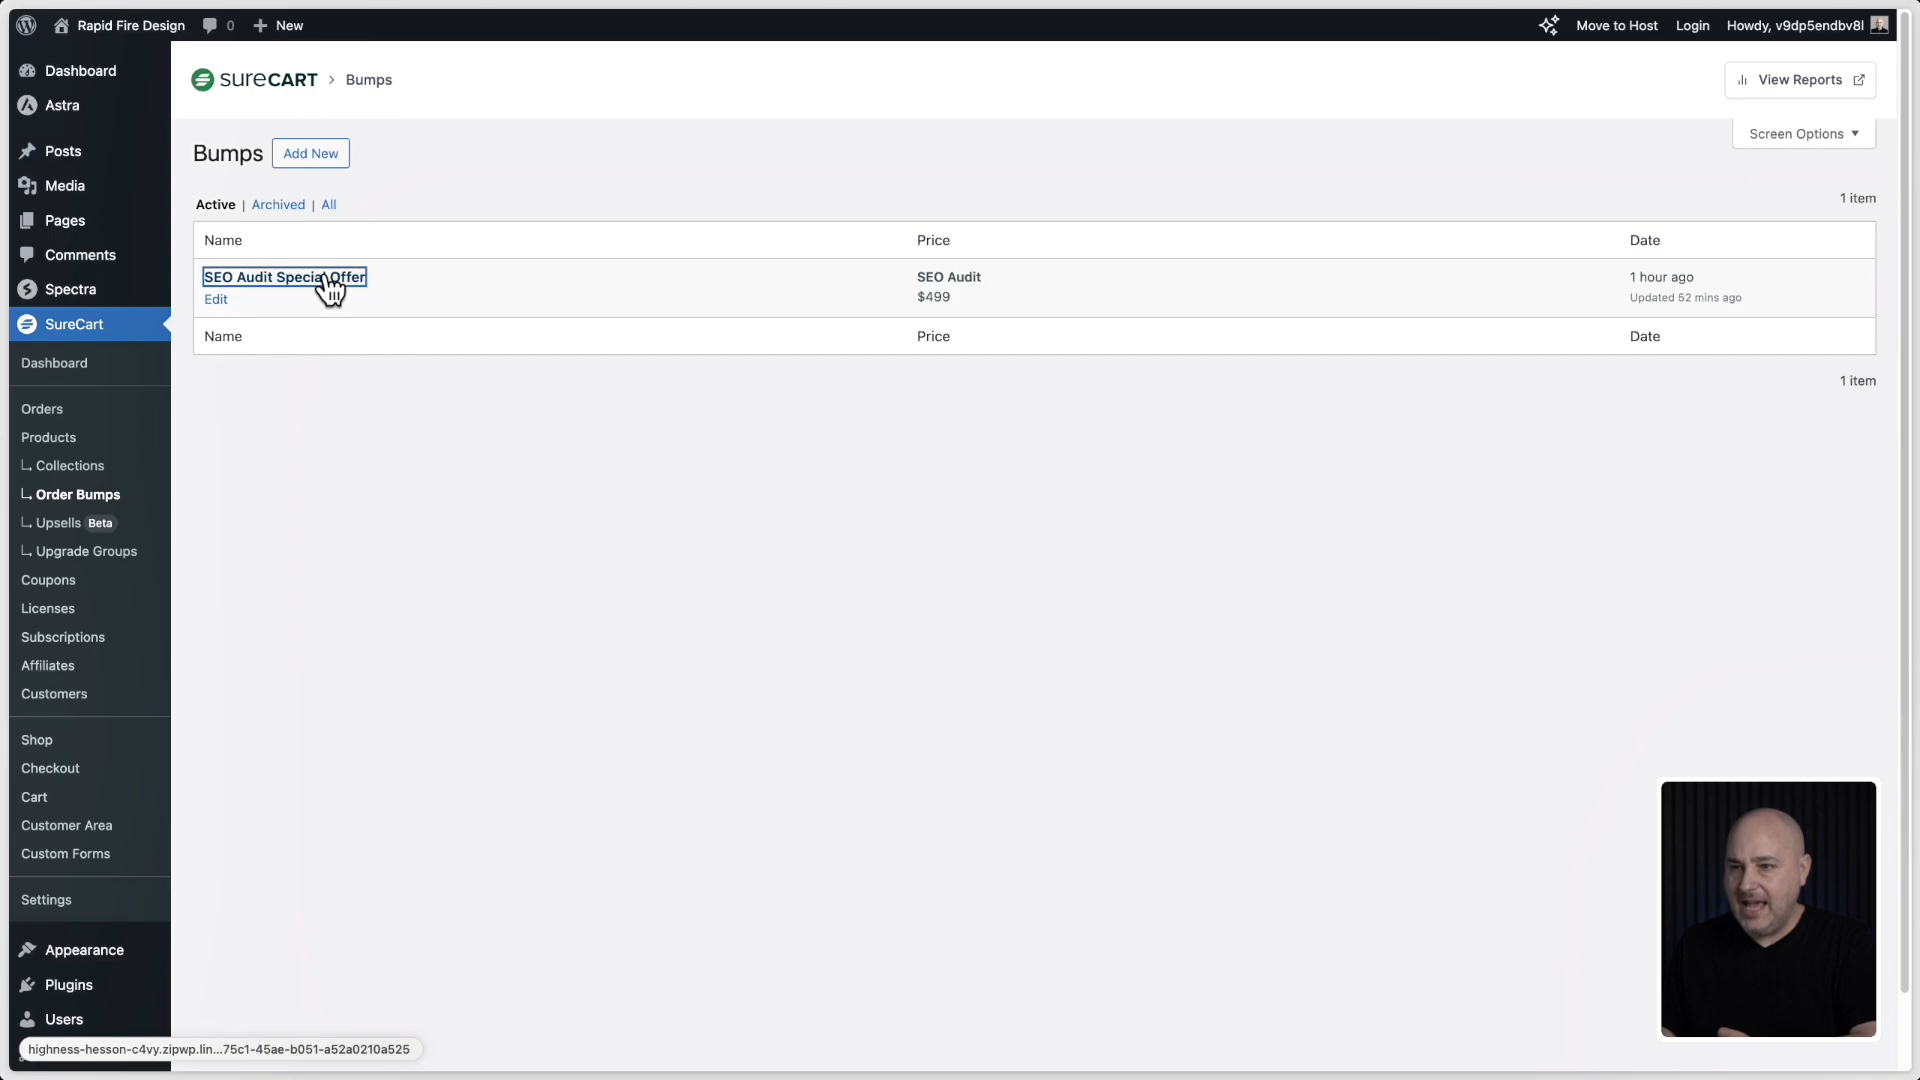 Rapid Fire Design
0
New
Move to Host
Login
Howdy, v9dp5endbv8l
Dashboard
Astra
Posts
Media
Pages
Comments
Spectra
SureCart
Dashboard
Orders
Products
Collections
Order Bumps
Upsells Beta
Upgrade Groups
Coupons
Licenses
Subscriptions
Affiliates
Customers
Shop
Checkout
Cart
Customer Area
Custom Forms
Settings
Appearance
Plugins
Users
highness-hesson-c4vy.zipwp.lin...75c1-45ae-b051-a52a0210a525
SURECART > Bumps
View Reports
Screen Options ▼
Bumps
Add New
Active | Archived | All
1 item
Name Price Date
SEO Audit Special Offer SEO Audit 1 hour ago
Edit $499 Updated 52 mins ago
Name Price Date
1 item